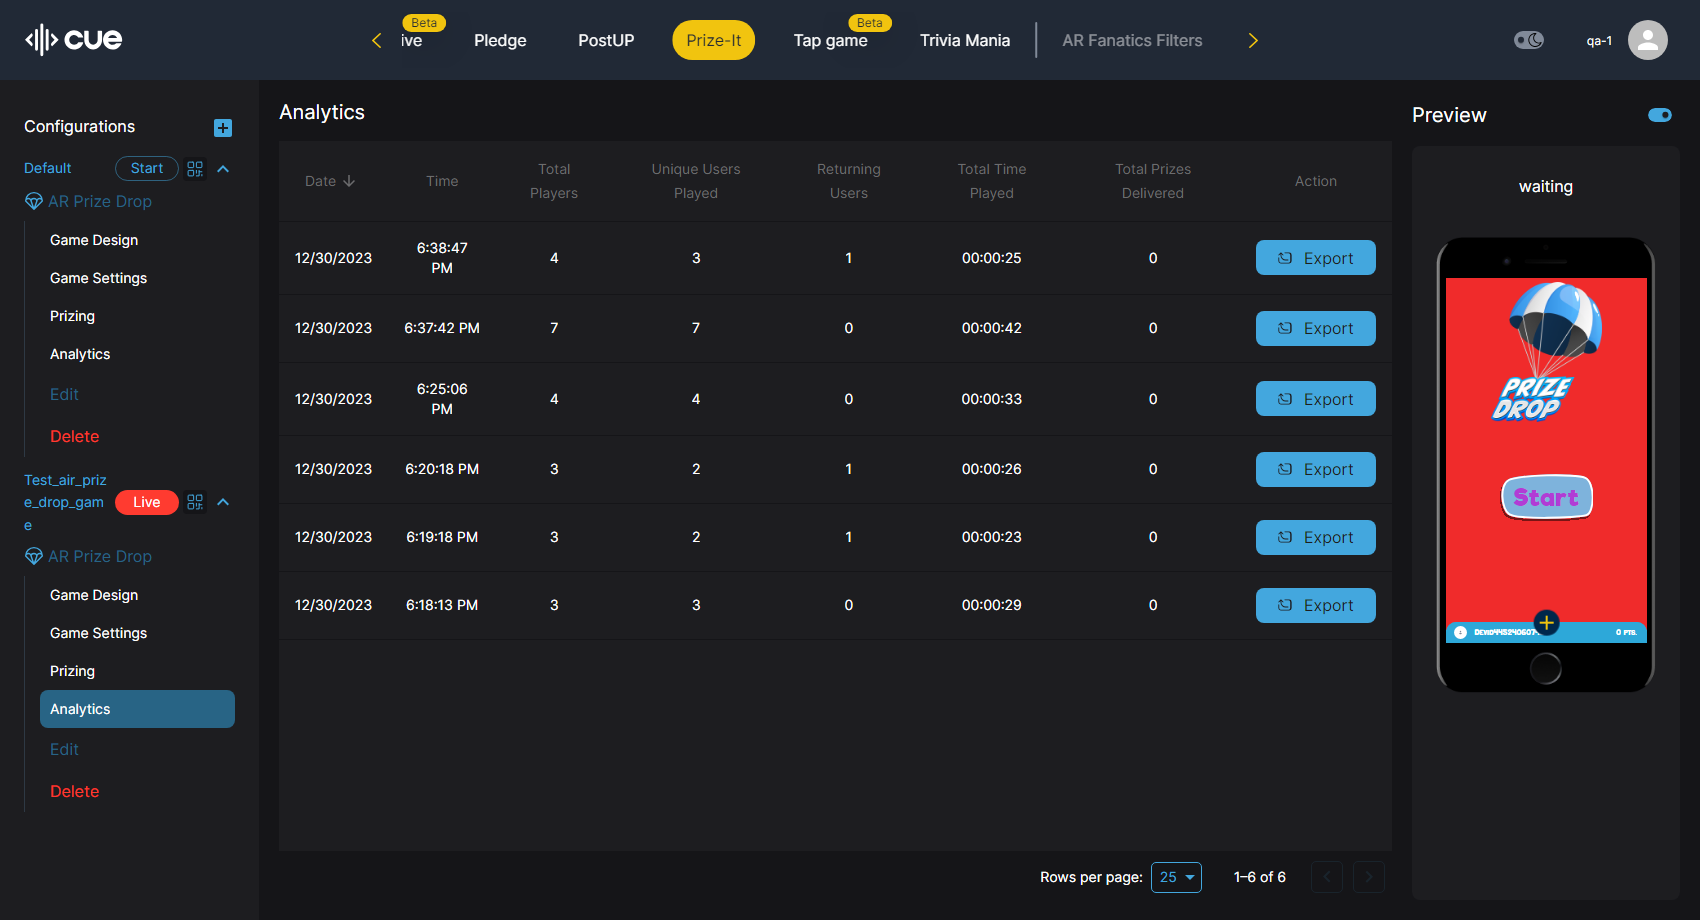 cue
Beta
ive
Pledge
PostUP
Prize-It
Beta
Tap game
Trivia Mania
AR Fanatics Filters
qa-1
Configurations
Default
Start
AR Prize Drop
Game Design
Game Settings
Prizing
Analytics
Edit
Delete
Test_air_priz
e_drop_gam
e
Live
AR Prize Drop
Game Design
Game Settings
Prizing
Analytics
Edit
Delete
Analytics
Date
Time
Total
Players
Unique Users
Played
Returning
Users
Total Time
Played
Total Prizes
Delivered
Action
12/30/2023 6:38:47 PM 4 3 1 00:00:25 0 Export
12/30/2023 6:37:42 PM 7 7 0 00:00:42 0 Export
12/30/2023 6:25:06 PM 4 4 0 00:00:33 0 Export
12/30/2023 6:20:18 PM 3 2 1 00:00:26 0 Export
12/30/2023 6:19:18 PM 3 2 1 00:00:23 0 Export
12/30/2023 6:18:13 PM 3 3 0 00:00:29 0 Export
Rows per page: 25 1–6 of 6
Preview
waiting
PRIZE
DROP
Start
0 PTS.